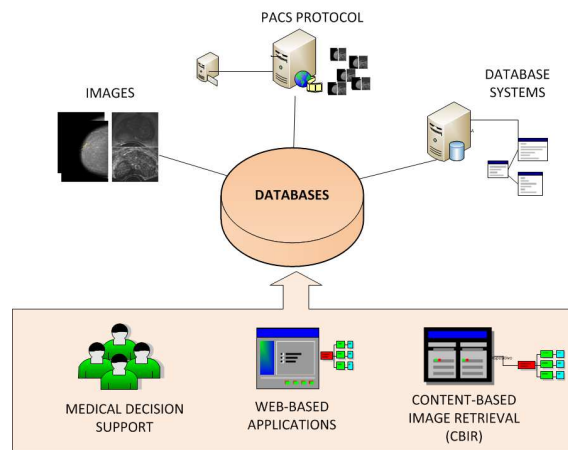 PACS PROTOCOL
IMAGES
DATABASE
SYSTEMS
DATABASES
MEDICAL DECISION
SUPPORT
WEB-BASED
APPLICATIONS
CONTENT-BASED
IMAGE RETRIEVAL
(CBIR)